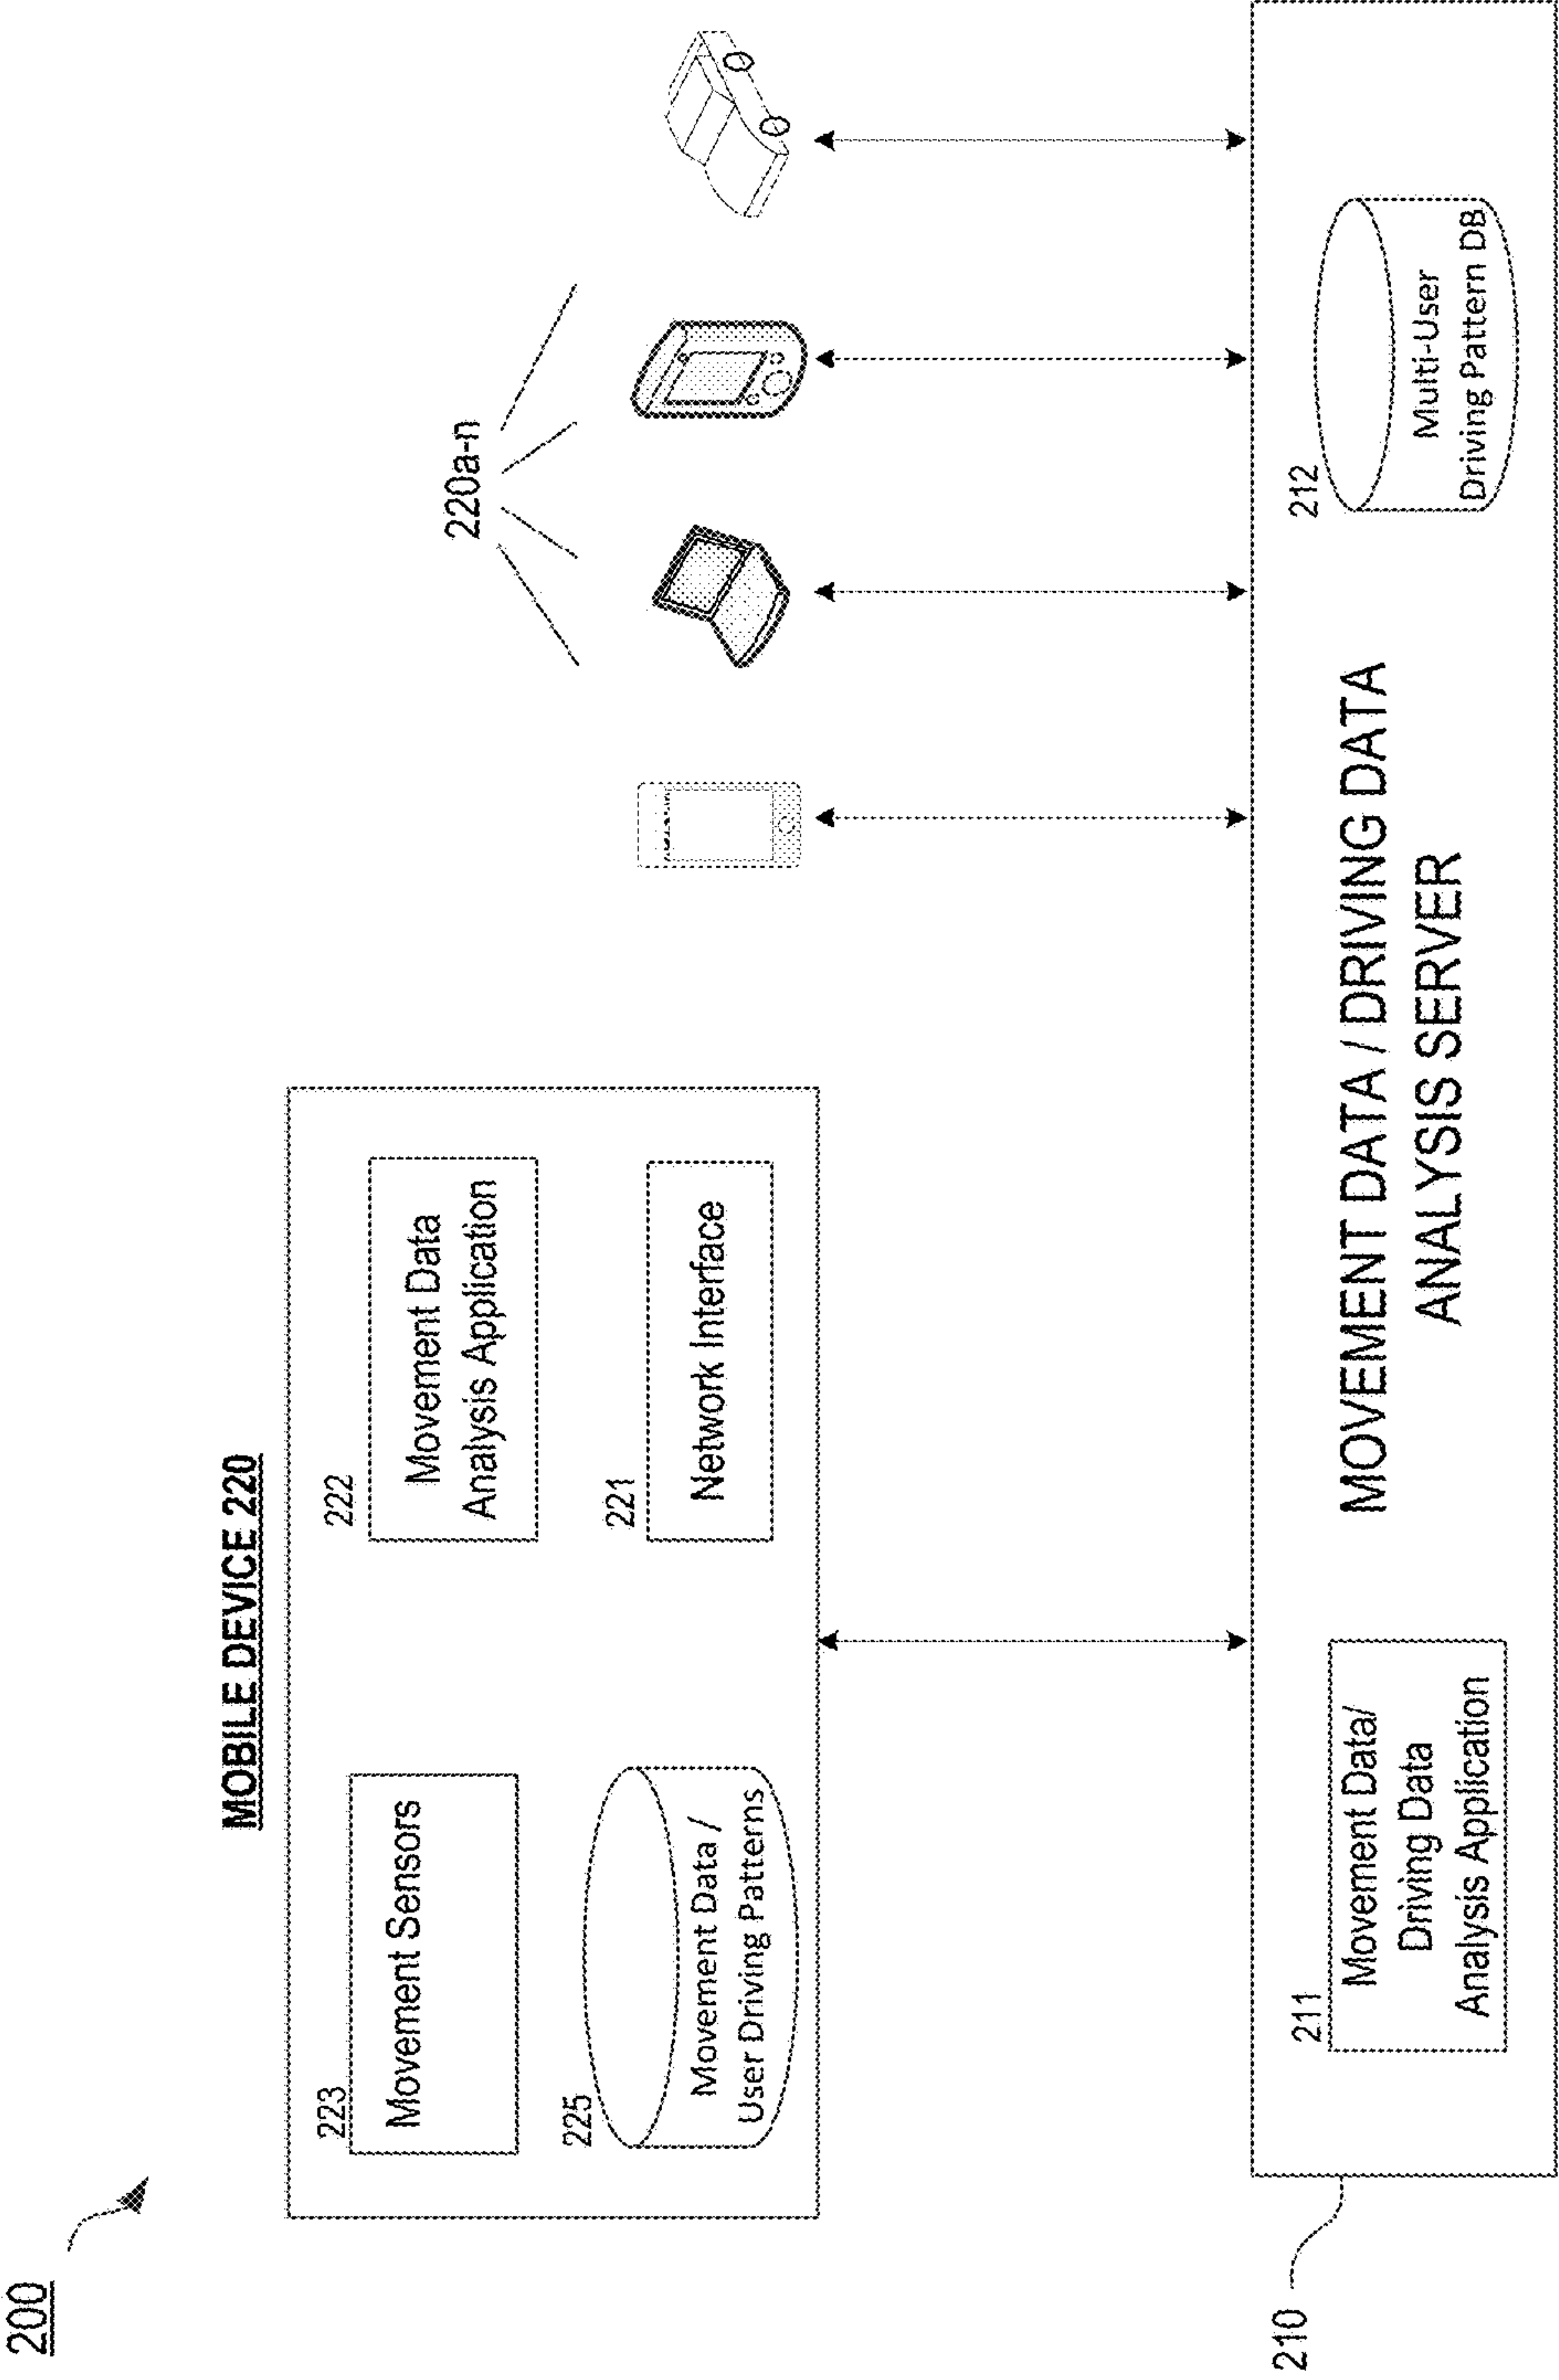 200
MOBILE DEVICE 220
223
Movement Sensors
222
Movement Data
Analysis Application
225
Movement Data /
User Driving Patterns
221
Network Interface
220a-n
210
211
Movement Data/
Driving Data
Analysis Application
MOVEMENT DATA / DRIVING DATA
ANALYSIS SERVER
212
Multi-User
Driving Pattern DB